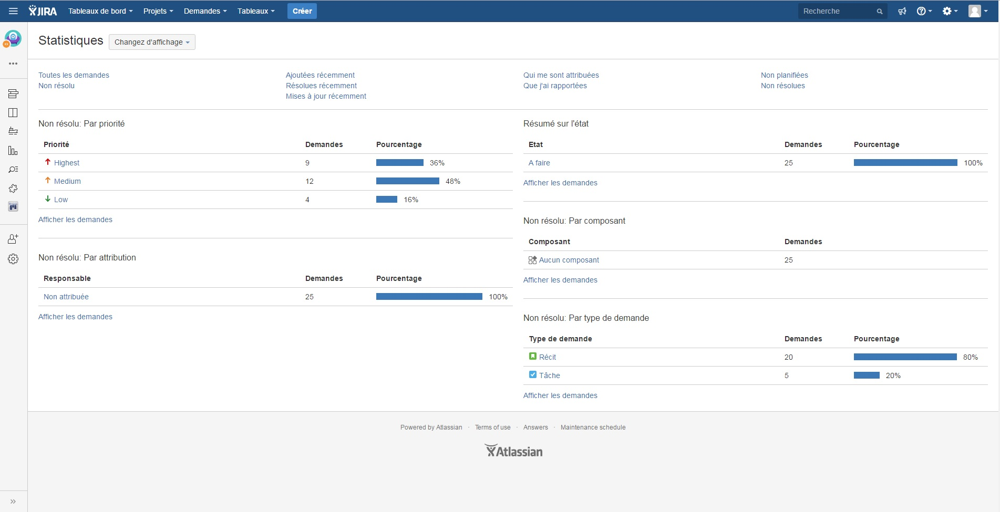 JIRA Tableaux de bord Projets Demandes Tableaux Créer Recherche
Statistiques Changez d'affichage
Toutes les demandes Ajoutées récemment Qui me sont attribuées Non planifiées
Non résolu Résolues récemment Que j'ai rapportées Non résolues
Mises à jour récemment
Non résolu: Par priorité
Priorité Demandes Pourcentage
Highest 9 36%
Medium 12 48%
Low 4 16%
Afficher les demandes
Non résolu: Par attribution
Responsable Demandes Pourcentage
Non attribuée 25 100%
Afficher les demandes
Résumé sur l'état
Etat Demandes Pourcentage
A faire 25 100%
Afficher les demandes
Non résolu: Par composant
Composant Demandes
Aucun composant 25
Afficher les demandes
Non résolu: Par type de demande
Type de demande Demandes Pourcentage
Récit 20 80%
Tâche 5 20%
Afficher les demandes
Powered by Atlassian · Terms of use · Answers · Maintenance schedule
Atlassian